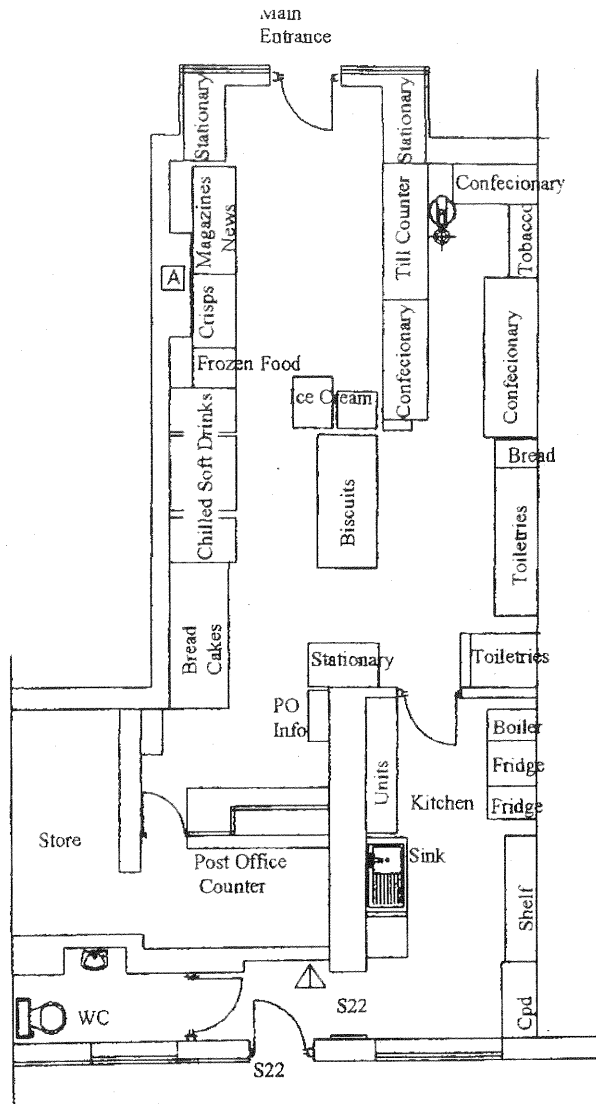 Main
Entrance
Stationary
Stationary
Confecionary
Magazines
News
Till Counter
Tobacco
A
Crisps
Confecionary
Confecionary
Frozen Food
ce Cream
Chilled Soft Drinks
Bread
Biscuits
Toiletries
Bread
Cakes
Stationary
Toiletries
PO
Info
Units
Boiler
Fridge
Kitchen
Fridge
Store
Post Office
Counter
Sink
Shelf
S22
WC
Cpd
S22